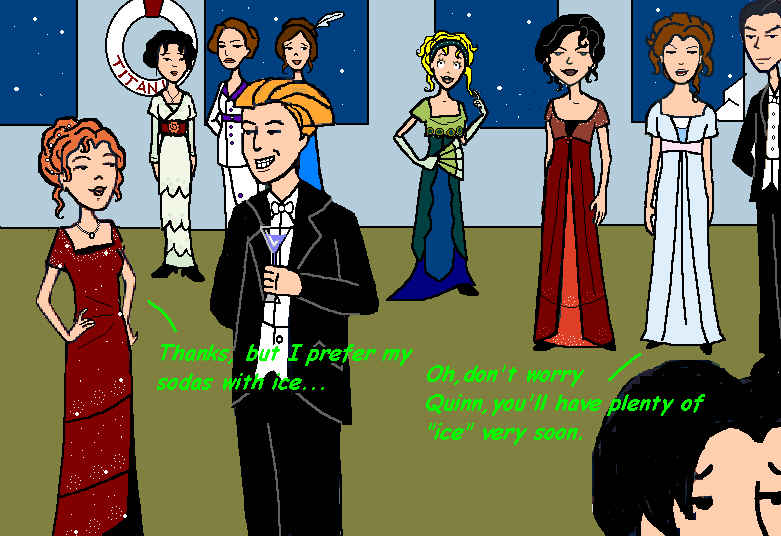 TITANI
Thanks, but I prefer my
sodas with ice...
Oh,don't worry
Quinn,you'll have plenty of
"ice" very soon.